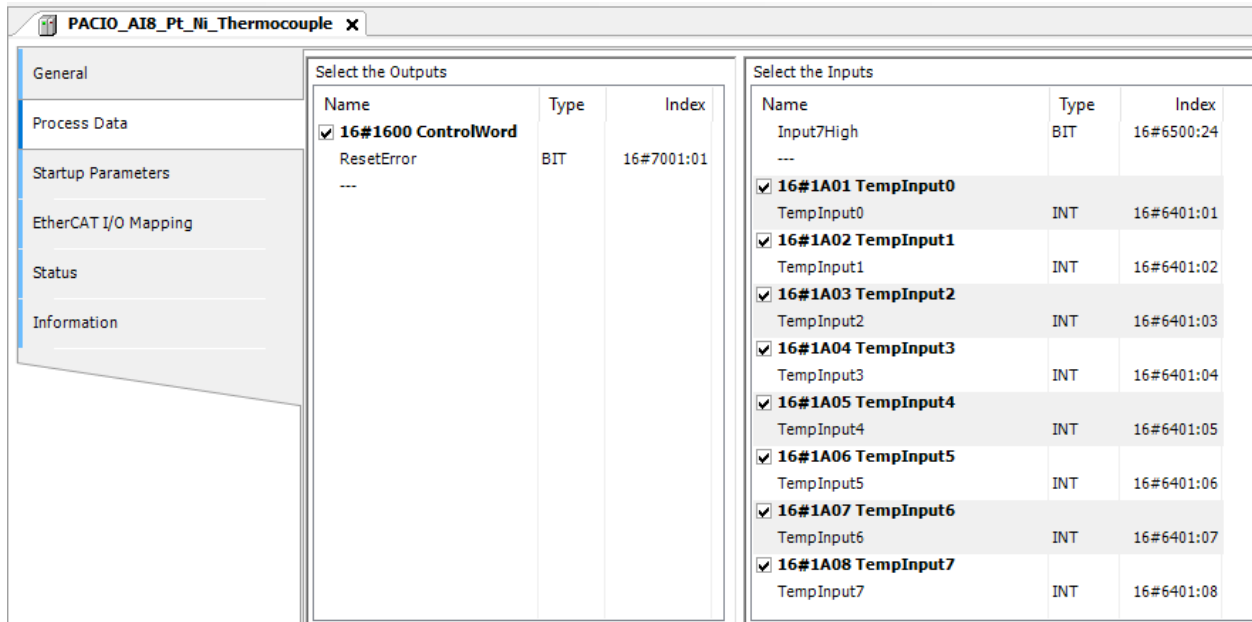 PACIO_AI8_Pt_Ni_Thermocouple x
General
Process Data
Startup Parameters
EtherCAT I/O Mapping
Status
Information
Select the Outputs
Name Type Index
16#1600 ControlWord
ResetError BIT 16#7001:01
---
Select the Inputs
Name Type Index
Input7High BIT 16#6500:24
---
16#1A01 TempInput0
TempInput0 INT 16#6401:01
16#1A02 TempInput1
TempInput1 INT 16#6401:02
16#1A03 TempInput2
TempInput2 INT 16#6401:03
16#1A04 TempInput3
TempInput3 INT 16#6401:04
16#1A05 TempInput4
TempInput4 INT 16#6401:05
16#1A06 TempInput5
TempInput5 INT 16#6401:06
16#1A07 TempInput6
TempInput6 INT 16#6401:07
16#1A08 TempInput7
TempInput7 INT 16#6401:08